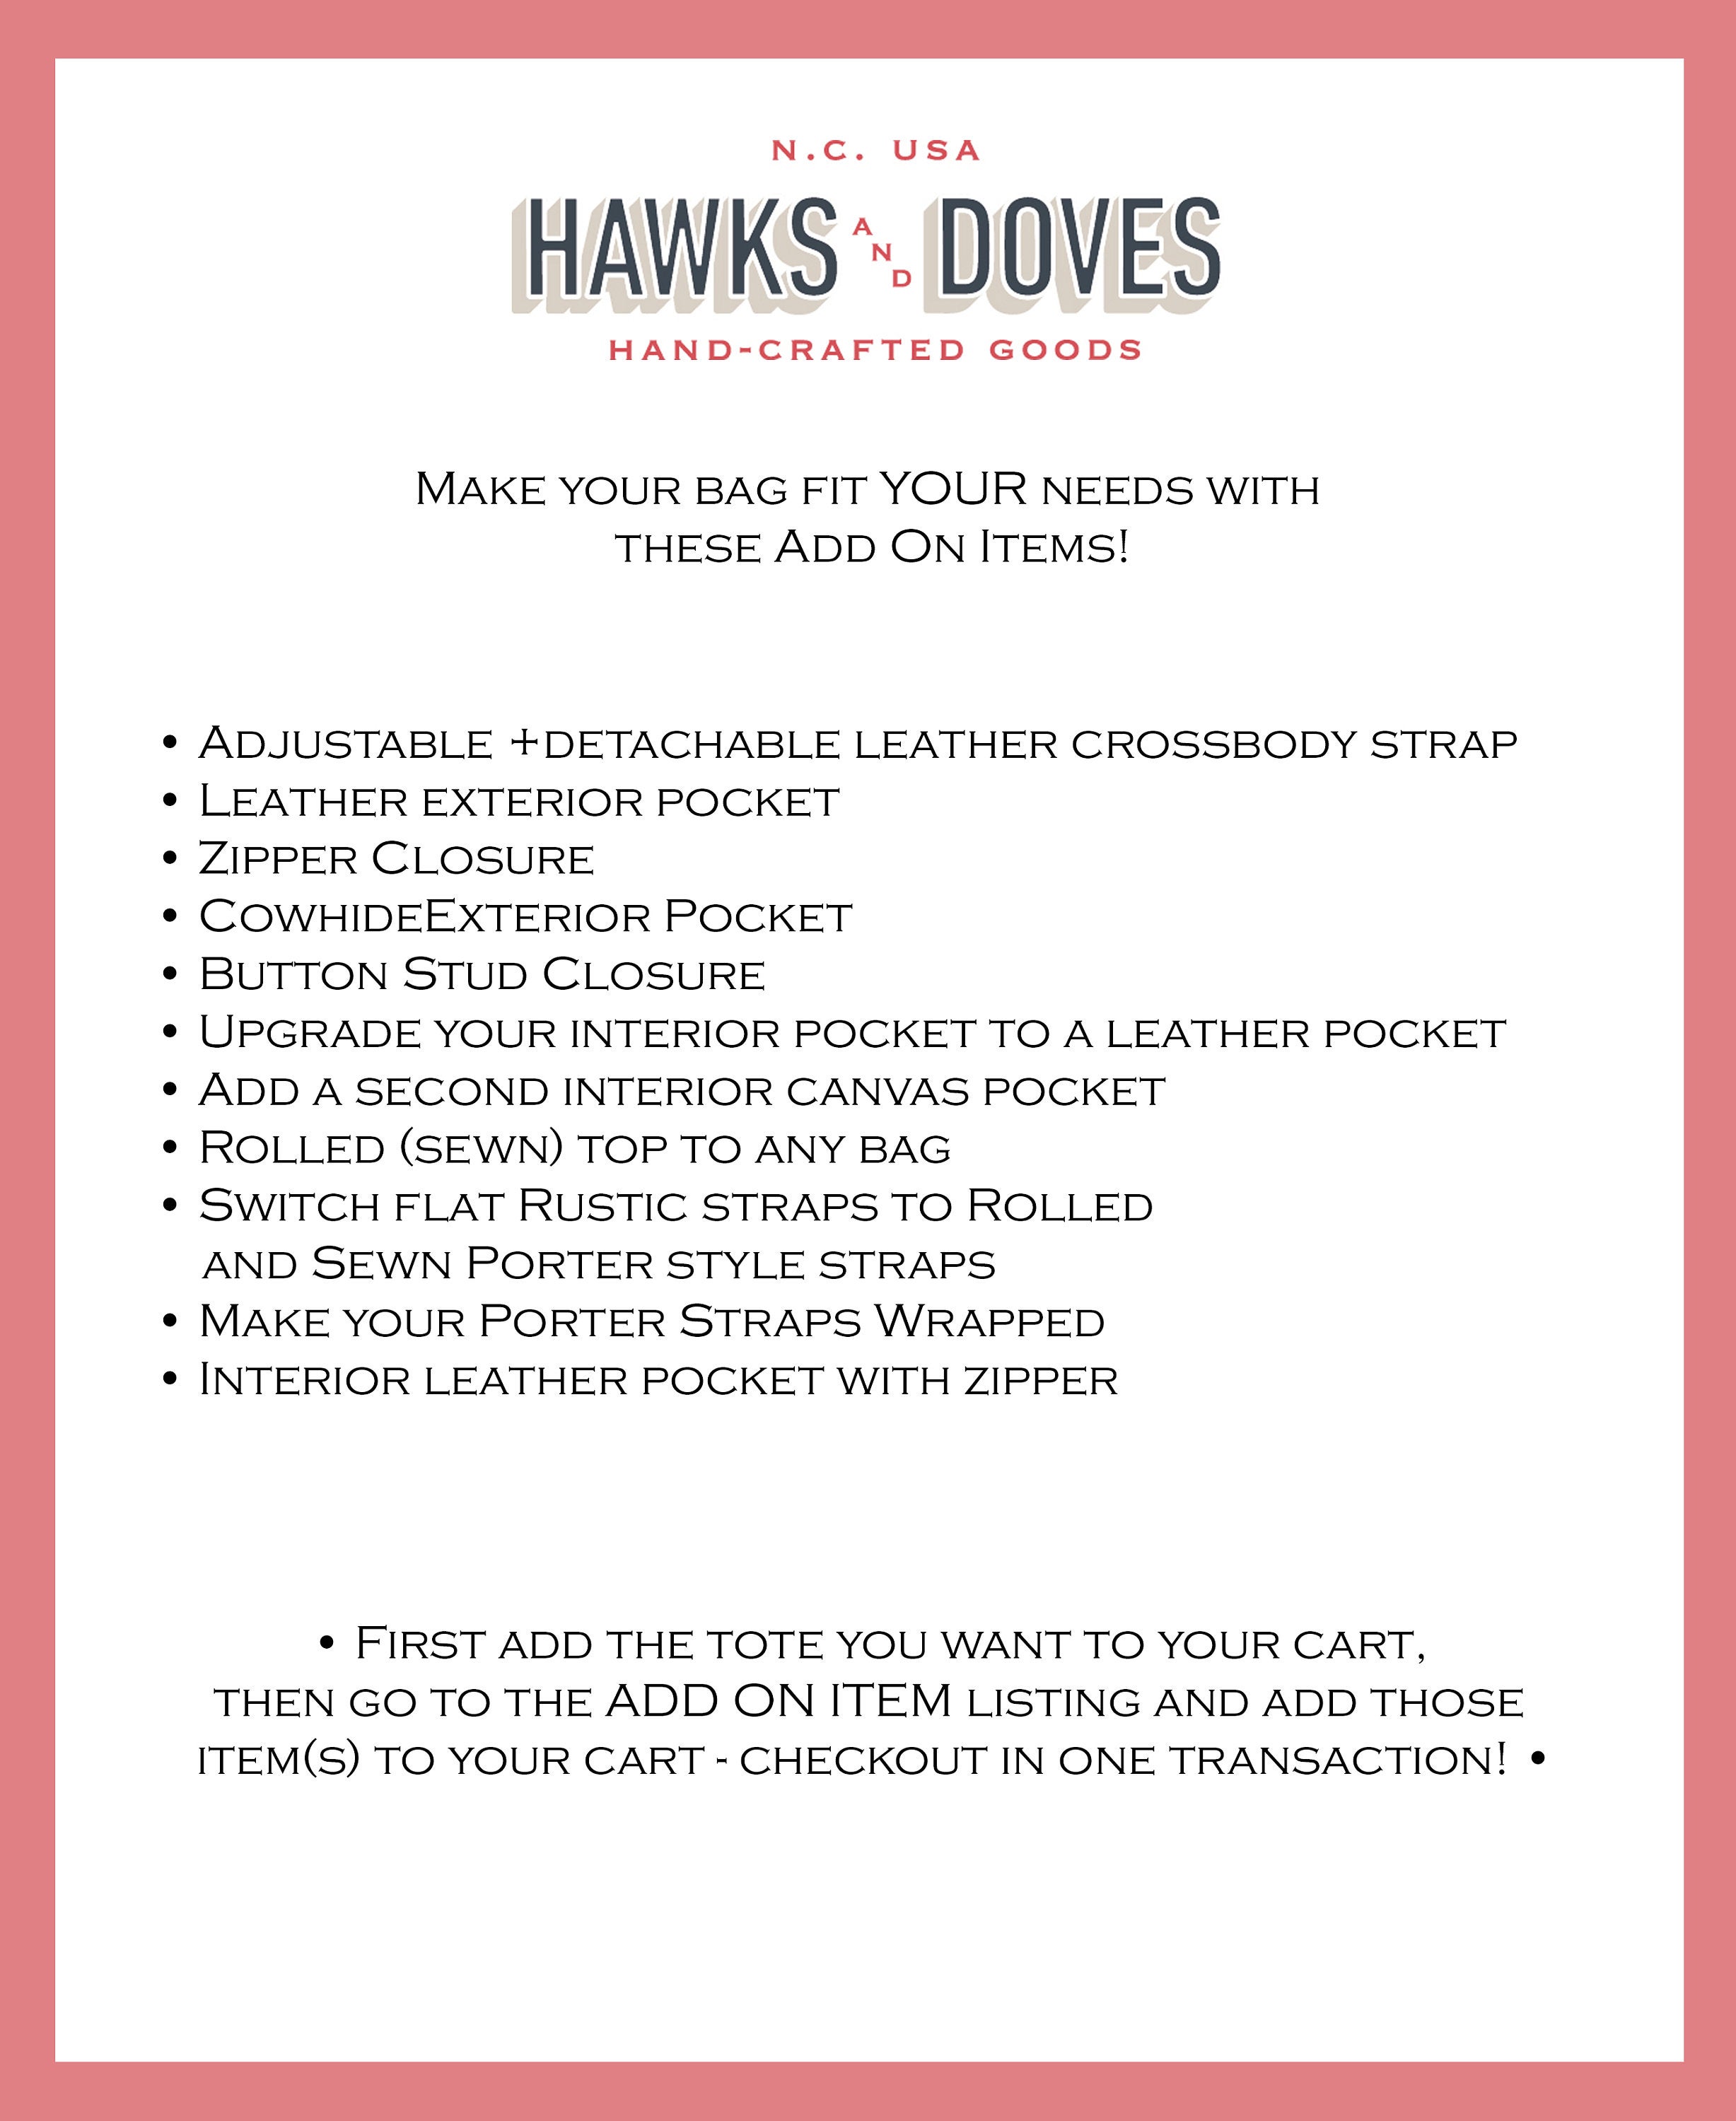 N.C. USA
HAWKS AND DOVES
HAND-CRAFTED GOODS
Make your bag fit YOUR needs with
these Add On Items!
• Adjustable +detachable leather crossbody strap
• Leather exterior pocket
• Zipper Closure
• CowhideExterior Pocket
• Button Stud Closure
• Upgrade your interior pocket to a leather pocket
• Add a second interior canvas pocket
• Rolled (sewn) top to any bag
• Switch flat Rustic straps to Rolled
and Sewn Porter style straps
• Make your Porter Straps Wrapped
• Interior leather pocket with zipper
• First add the tote you want to your cart,
then go to the ADD ON ITEM listing and add those
item(s) to your cart - checkout in one transaction! •